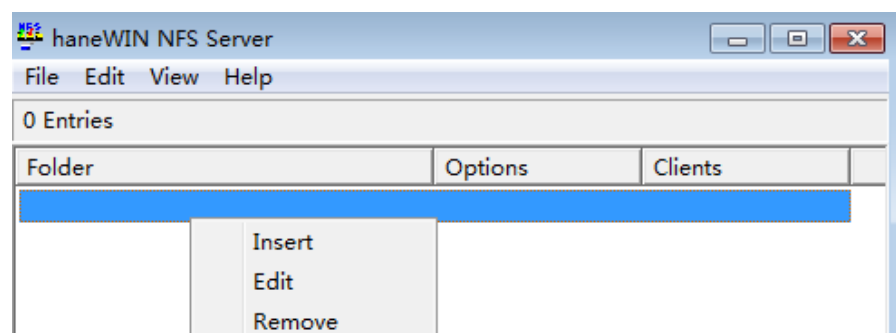 haneWIN NFS Server
File Edit View Help
0 Entries
Folder Options Clients
Insert
Edit
Remove